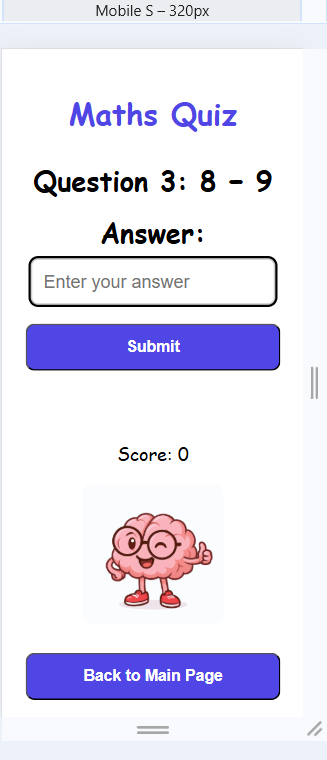 Mobile S – 320px
Maths Quiz
Question 3: 8 − 9
Answer:
Enter your answer
Submit
Score: 0
Back to Main Page